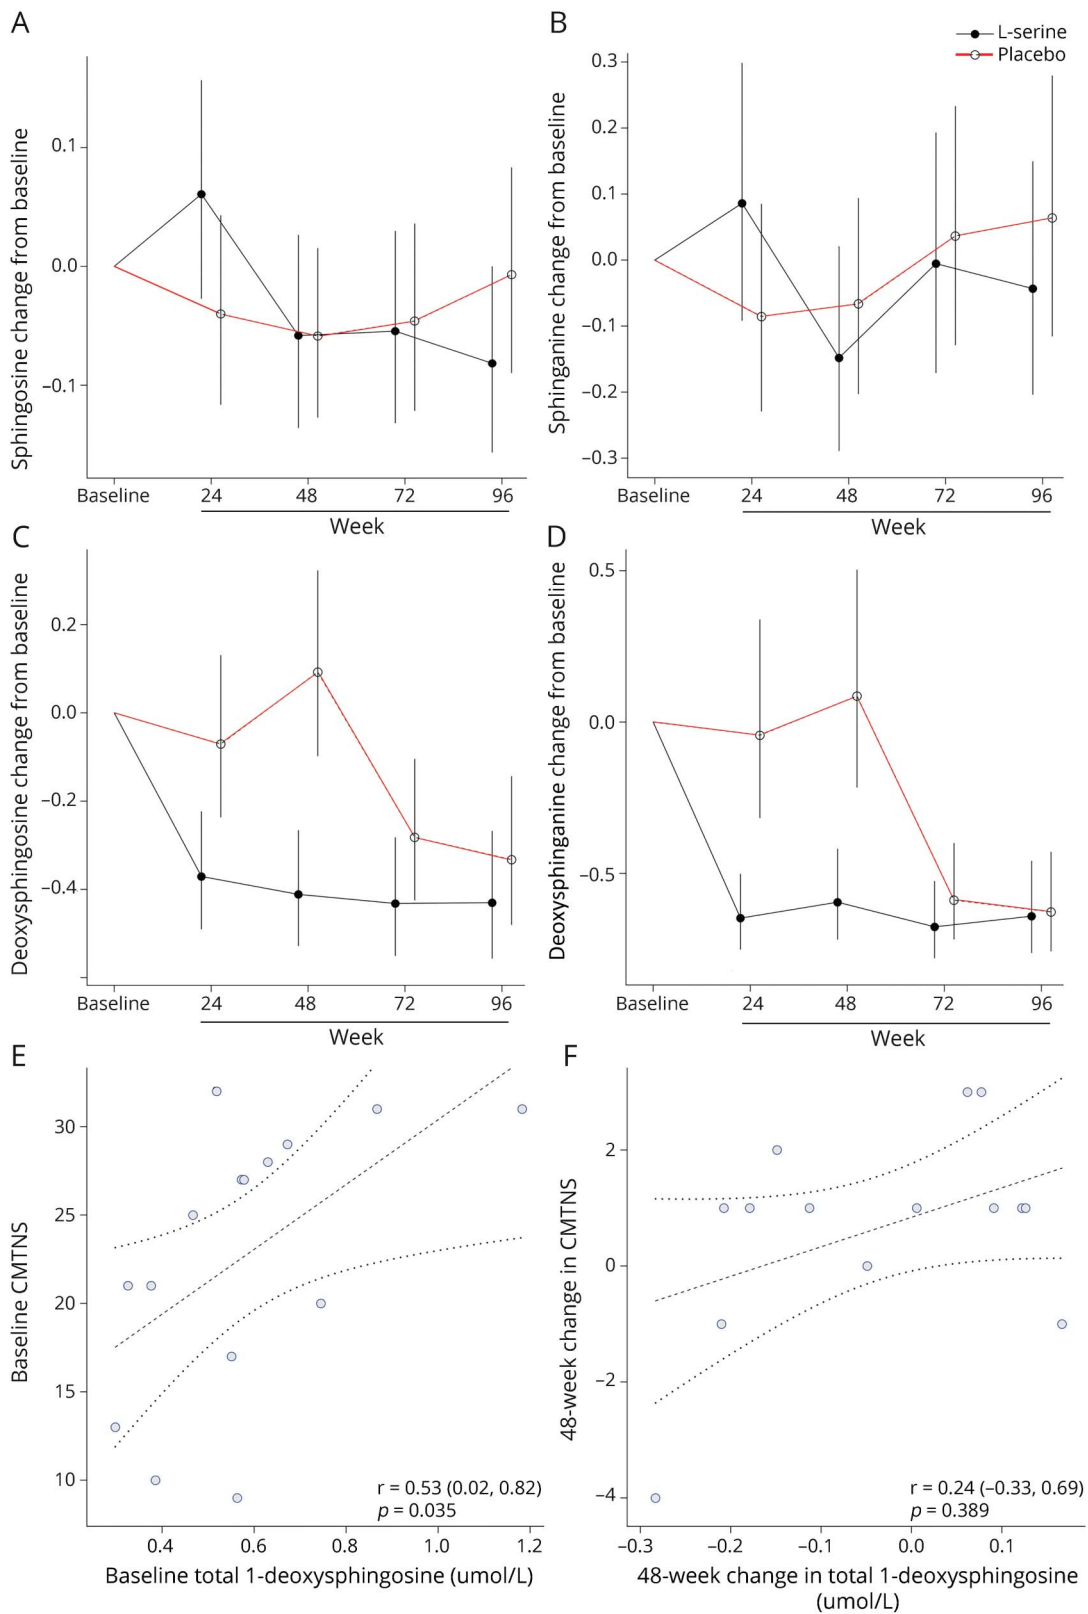 A
B
L-serine
Placebo
Sphingosine change from baseline
0.1
0.0
−0.1
Baseline
24
48
72
96
Week
Sphinganine change from baseline
0.3
0.2
0.1
0.0
−0.1
−0.2
−0.3
Baseline
24
48
72
96
Week
C
Deoxysphingosine change from baseline
0.2
0.0
−0.2
−0.4
Baseline
24
48
72
96
Week
D
Deoxysphinganine change from baseline
0.5
0.0
−0.5
Baseline
24
48
72
96
Week
E
Baseline CMTNS
30
25
20
15
10
r = 0.53 (0.02, 0.82)
p = 0.035
0.4
0.6
0.8
1.0
1.2
Baseline total 1-deoxysphingosine (umol/L)
F
48-week change in CMTNS
2
0
−2
−4
r = 0.24 (−0.33, 0.69)
p = 0.389
−0.3
−0.2
−0.1
0.0
0.1
48-week change in total 1-deoxysphingosine
(umol/L)